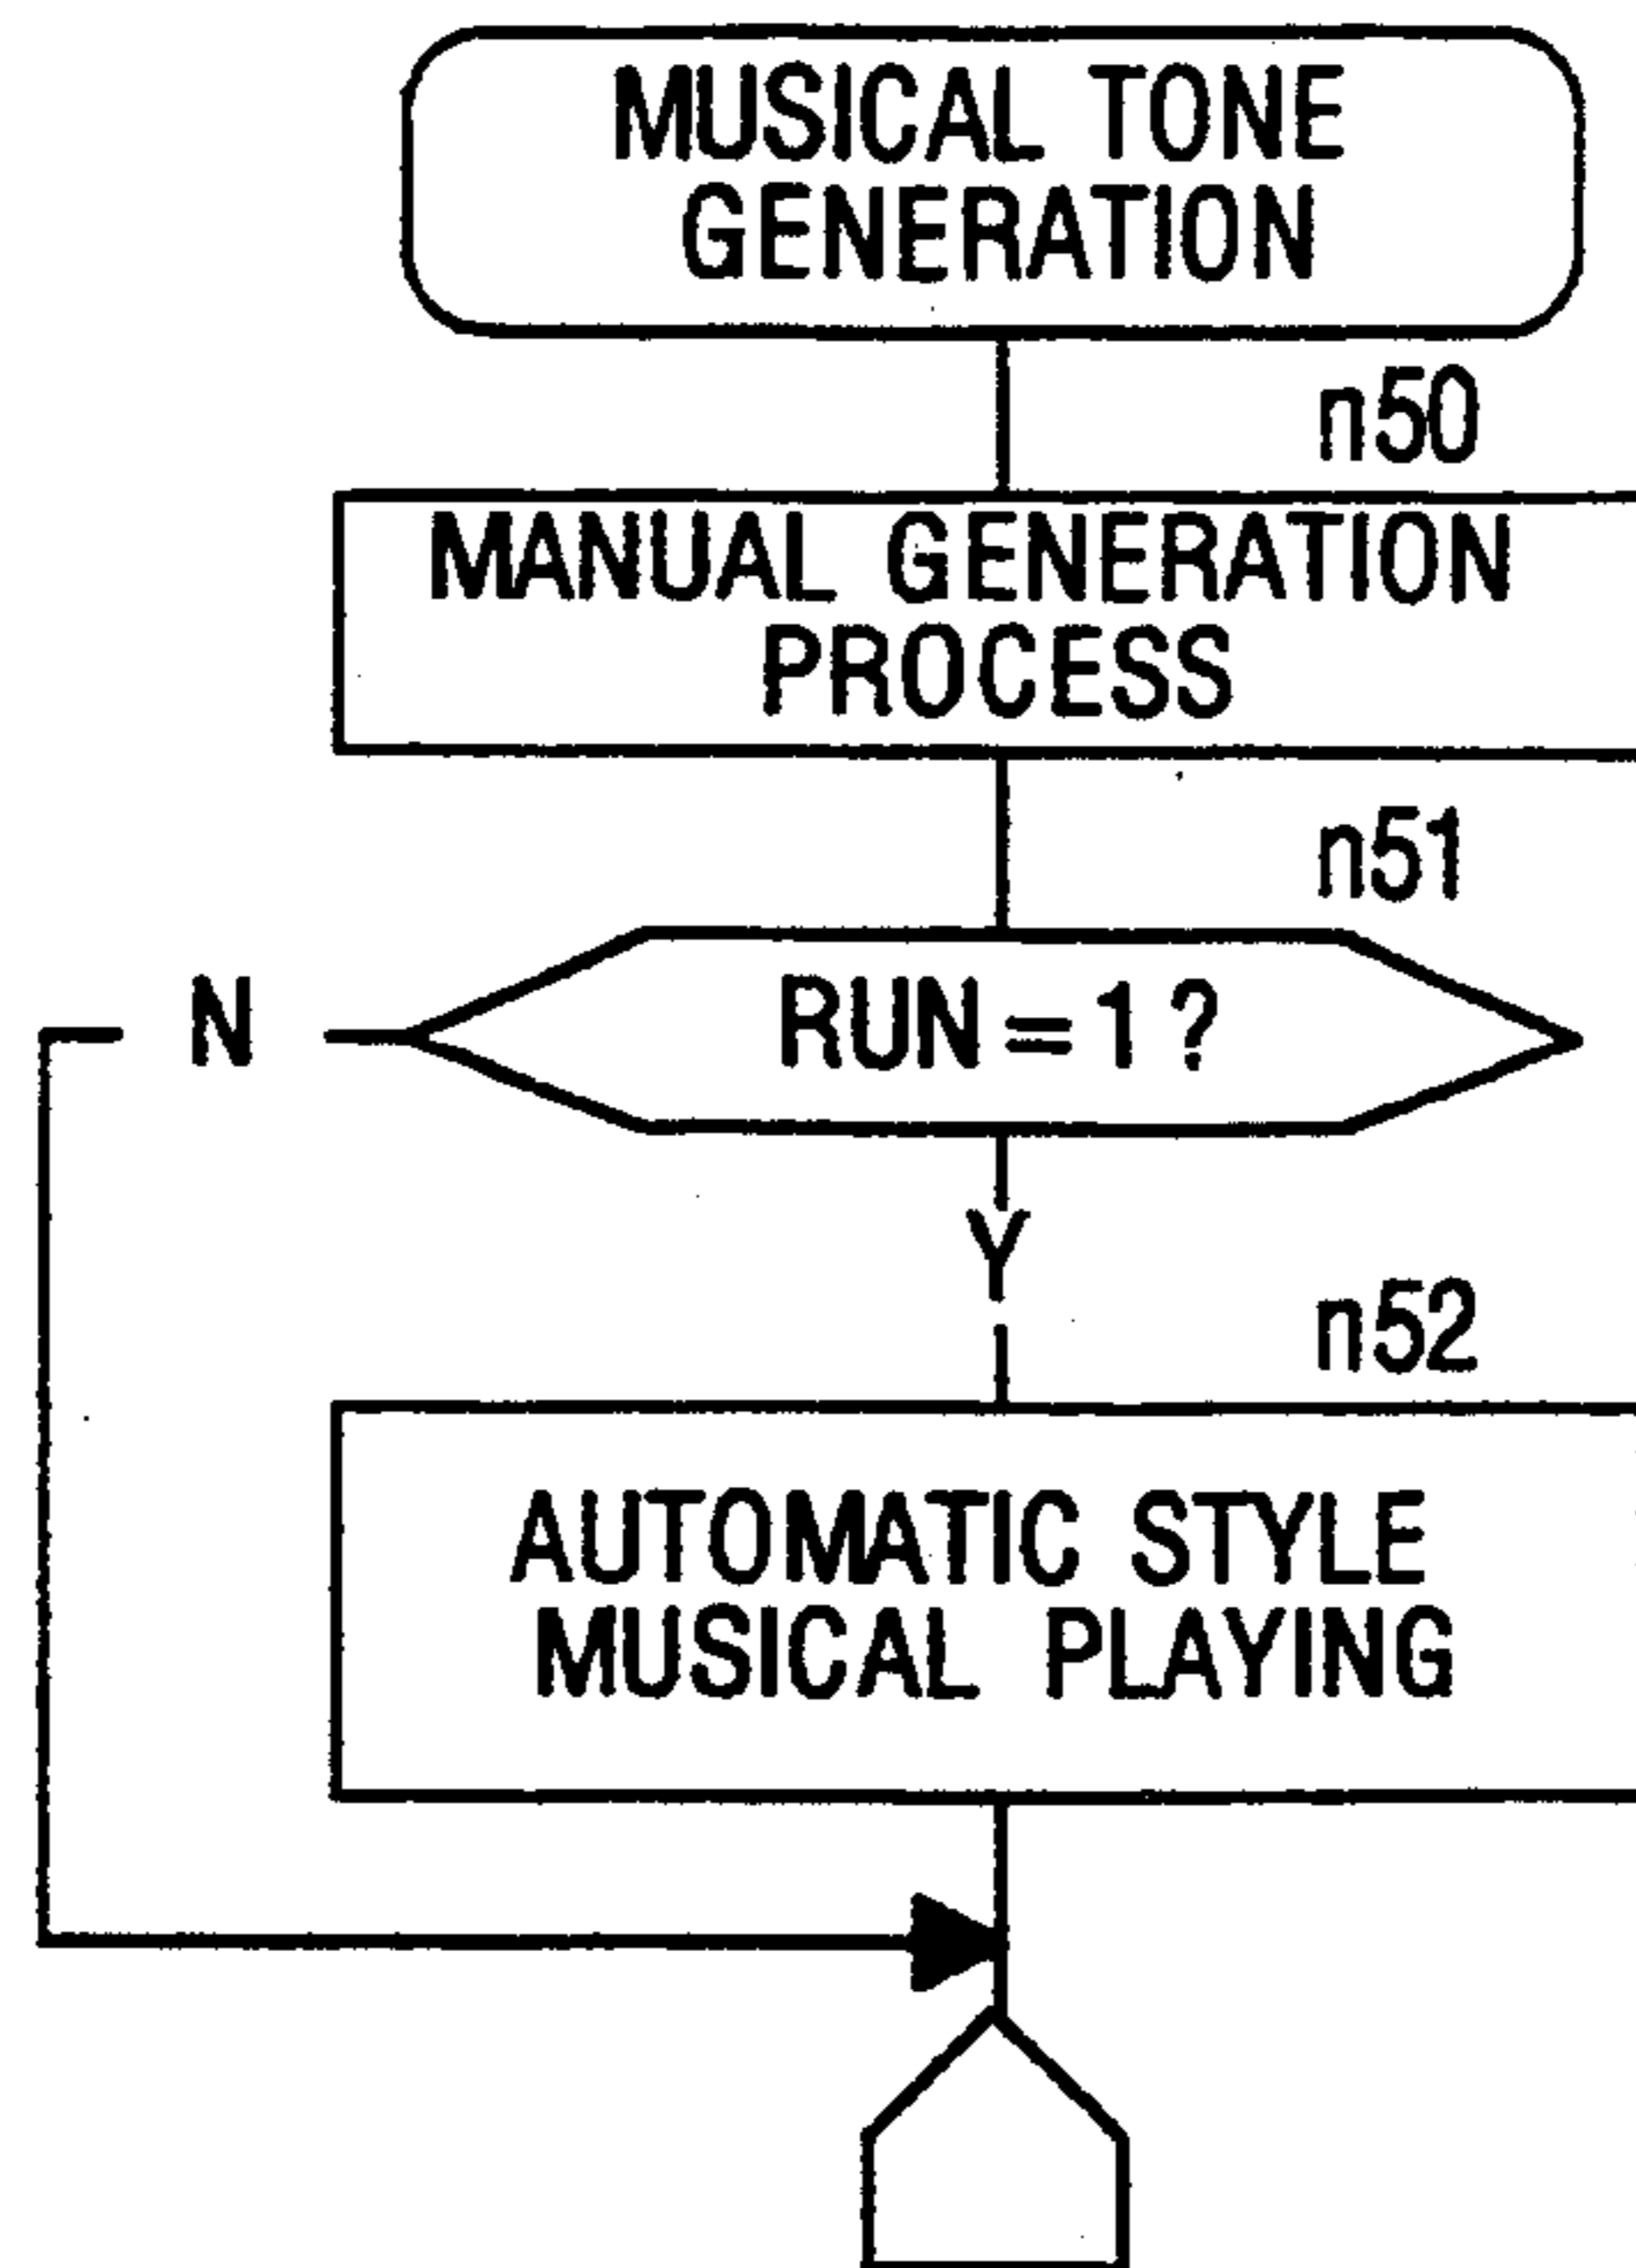 MUSICAL TONE
GENERATION
n50
MANUAL GENERATION
PROCESS
n51
N
RUN=1?
Y
n52
AUTOMATIC STYLE
MUSICAL PLAYING